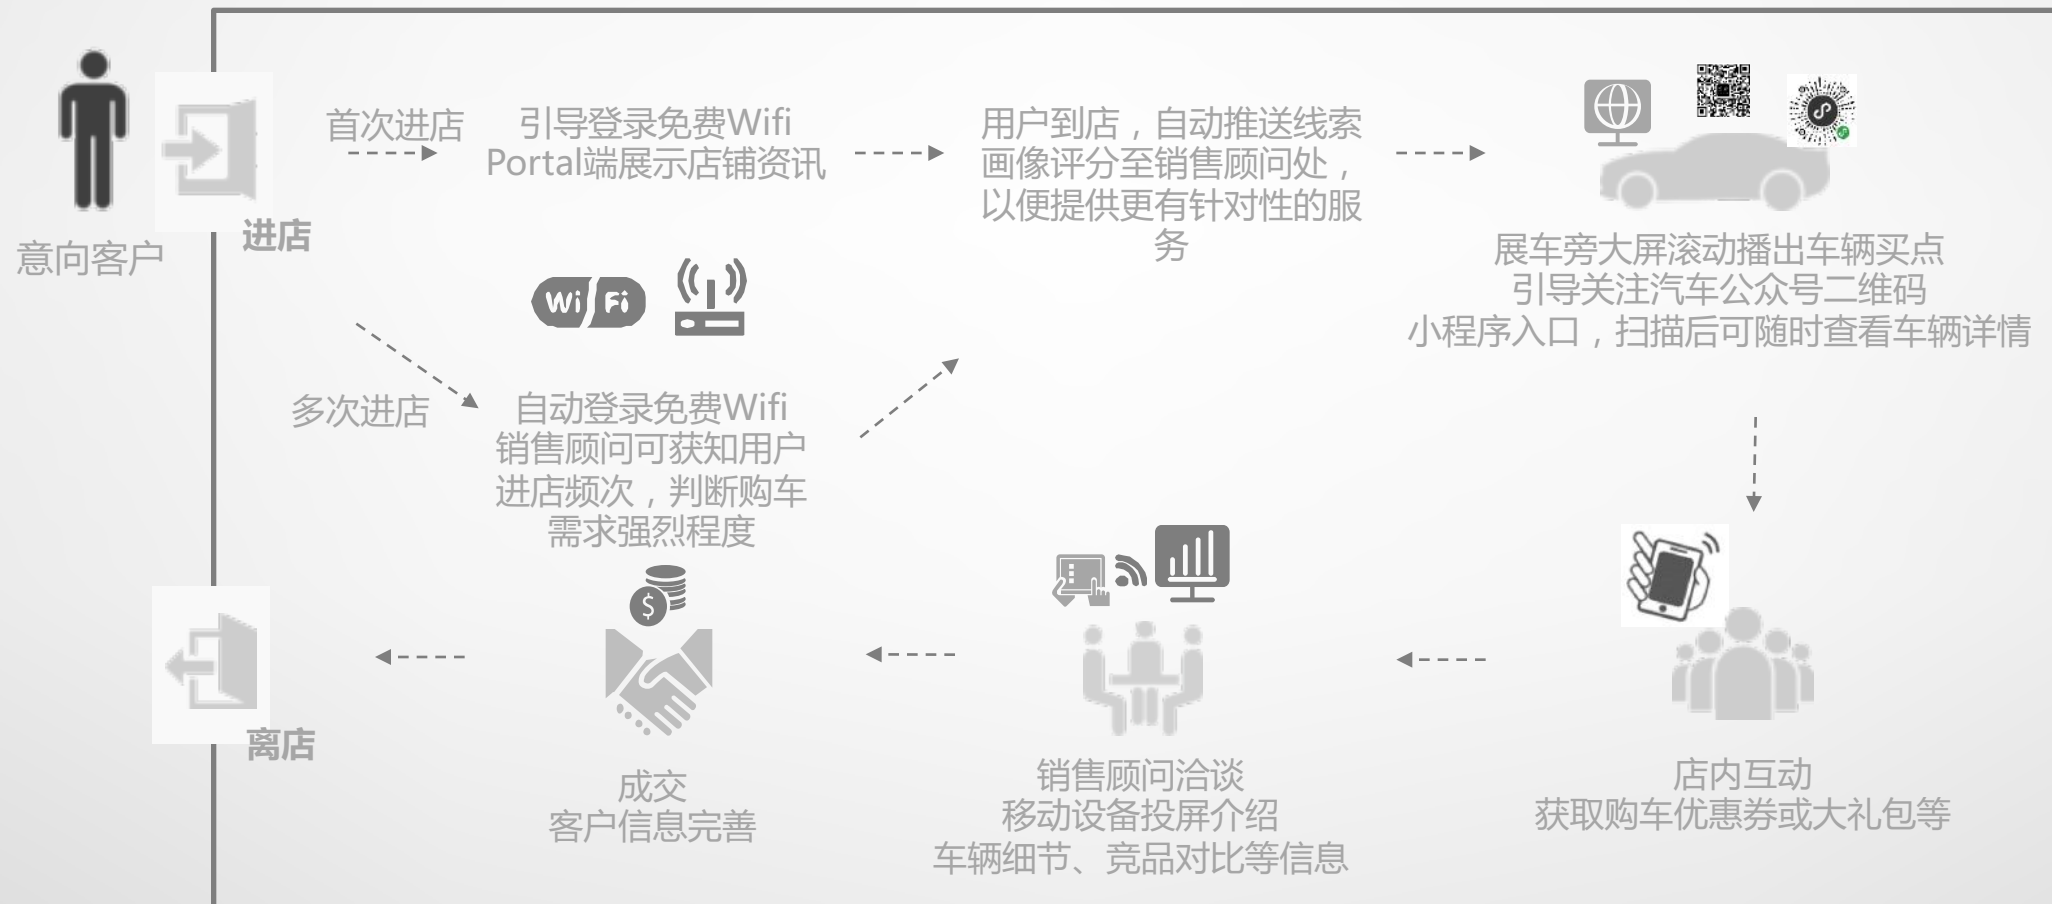 意向客户
进店
首次进店
引导登录免费Wifi
Portal端展示店铺资讯
用户到店，自动推送线索
画像评分至销售顾问处，
以便提供更有针对性的服
务
展车旁大屏滚动播出车辆买点
引导关注汽车公众号二维码
小程序入口，扫描后可随时查看车辆详情
Wi Fi
多次进店
自动登录免费Wifi
销售顾问可获知用户
进店频次，判断购车
需求强烈程度
店内互动
获取购车优惠券或大礼包等
销售顾问洽谈
移动设备投屏介绍
车辆细节、竞品对比等信息
$
成交
客户信息完善
离店